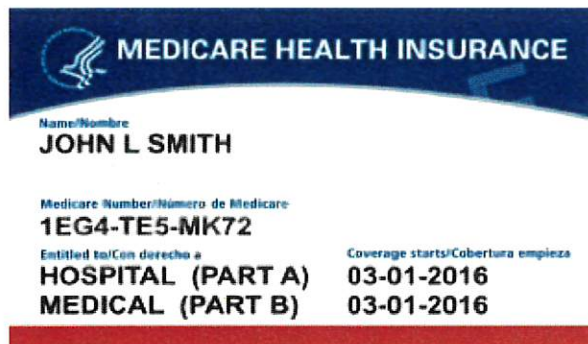 MEDICARE HEALTH INSURANCE
Name/Nombre
JOHN L SMITH
Medicare Number/Número de Medicare
1EG4-TE5-MK72
Entitled to/Con derecho a Coverage starts/Cobertura empieza
HOSPITAL (PART A) 03-01-2016
MEDICAL (PART B) 03-01-2016